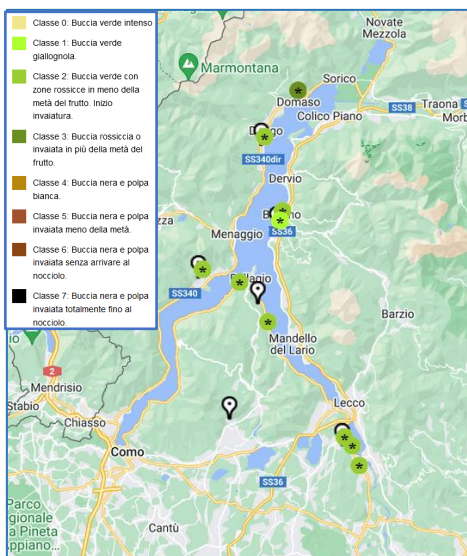 Classe 0: Buccia verde intenso
Classe 1: Buccia verde
giallognola.
Classe 2: Buccia verde con
zone rossicce in meno della
metà del frutto. Inizio
invaiatura.
Classe 3: Buccia rossiccia o
invaiata in più della metà del
frutto.
Classe 4: Buccia nera e polpa
bianca.
Classe 5: Buccia nera e polpa
invaiata meno della metà.
Classe 6: Buccia nera e polpa
invaiata senza arrivare al
nocciolo.
Classe 7: Buccia nera e polpa
invaiata totalmente fino al
nocciolo.
Novate
Mezzola
Marmontana
Sorico
Domaso
Colico Piano
SS38
Traona
SS340dir
Dervio
SS36
Menaggio
SS340
Barzio
Mandello
del Lario
2
Mendrisio
Stabio
Chiasso
Lecco
Como
SS36
Parco
Cantù